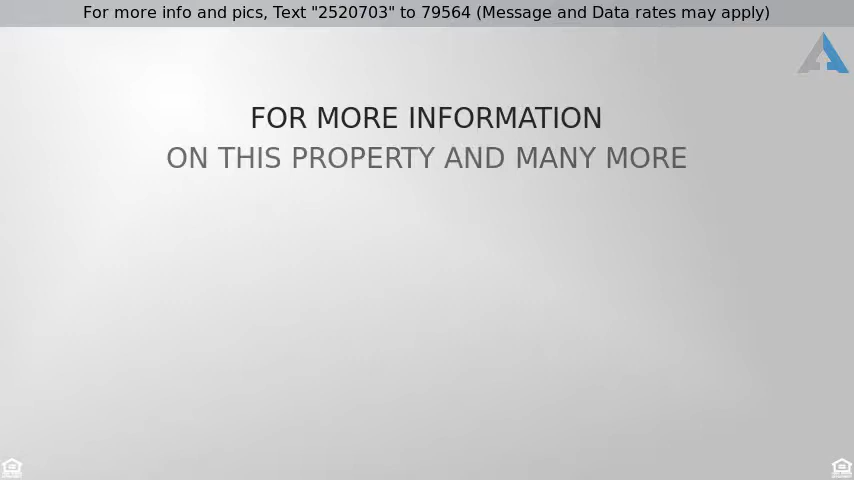 For more info and pics, Text "2520703" to 79564 (Message and Data rates may apply)
FOR MORE INFORMATION
ON THIS PROPERTY AND MANY MORE